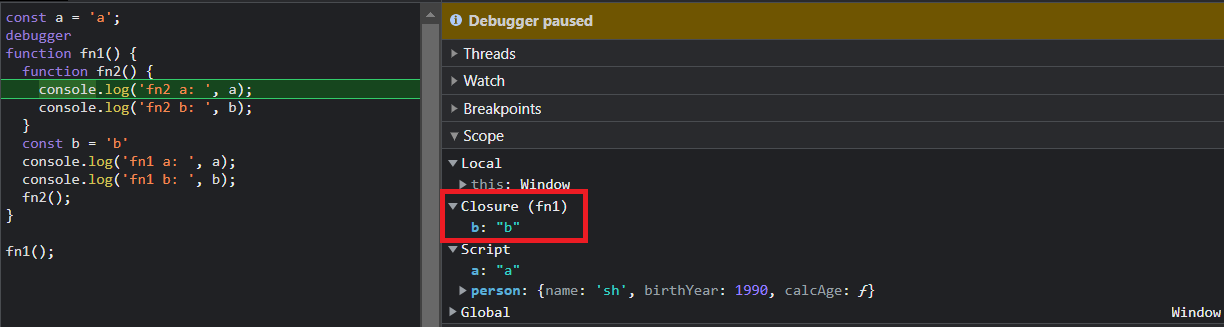 const a = 'a';
debugger
function fn1() {
function fn2() {
console.log('fn2 a: ', a);
console.log('fn2 b: ', b);
}
const b = 'b'
console.log('fn1 a: ', a);
console.log('fn1 b: ', b);
fn2();
}
fn1();
Debugger paused
Threads
Watch
Breakpoints
Scope
Local
this: Window
Closure (fn1)
b: "b"
Script
a: "a"
person: {name: 'sh', birthYear: 1990, calcAge: ƒ}
Global Window